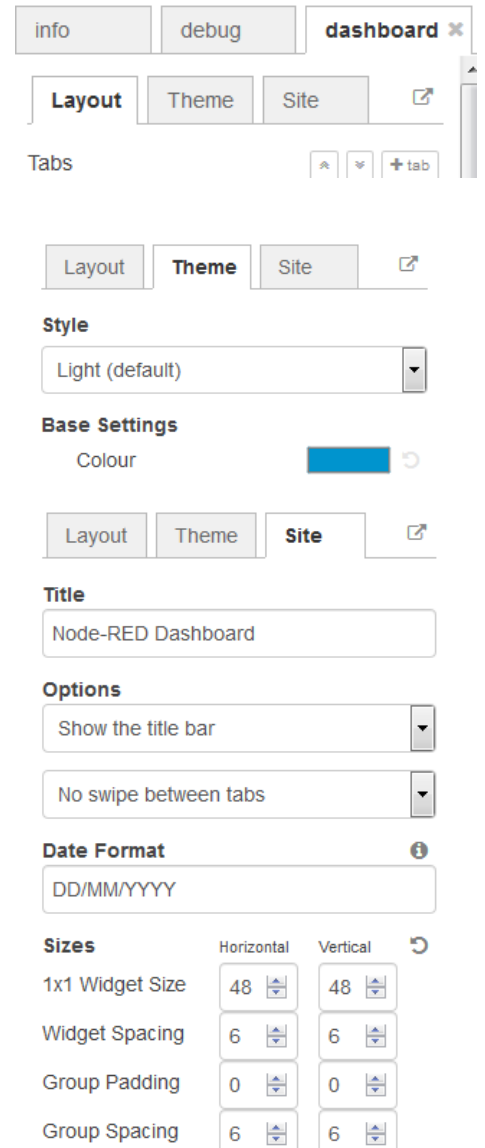 info debug dashboard
Layout Theme Site
Tabs + tab
Layout Theme Site
Style
Light (default)
Base Settings
Colour
Layout Theme Site
Title
Node-RED Dashboard
Options
Show the title bar
No swipe between tabs
Date Format
DD/MM/YYYY
Sizes Horizontal Vertical
1x1 Widget Size 48 48
Widget Spacing 6 6
Group Padding 0 0
Group Spacing 6 6